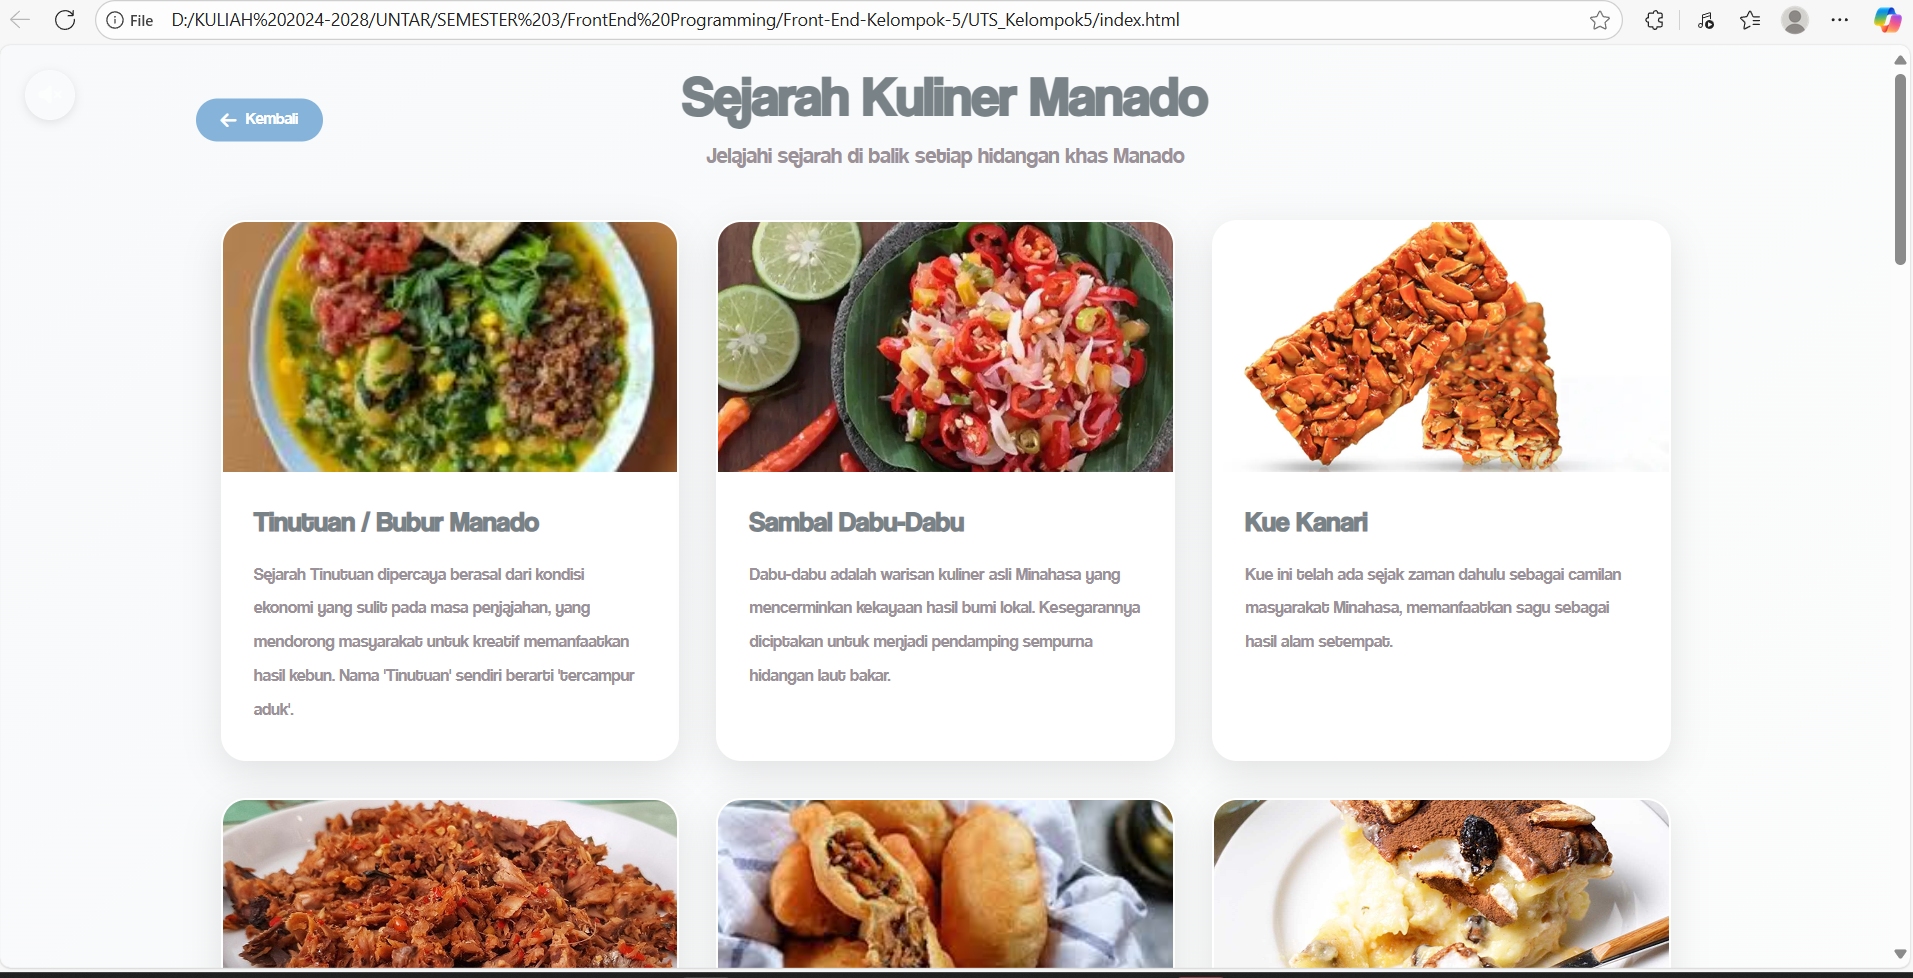 File D:/KULIAH%202024-2028/UNTAR/SEMESTER%203/FrontEnd%20Programming/Front-End-Kelompok-5/UTS_Kelompok5/index.html
Kembali
Sejarah Kuliner Manado
Jelajahi sejarah di balik setiap hidangan khas Manado
Tinutuan / Bubur Manado
Sejarah Tinutuan dipercaya berasal dari kondisi
ekonomi yang sulit pada masa penjajahan, yang
mendorong masyarakat untuk kreatif memanfaatkan
hasil kebun. Nama 'Tinutuan' sendiri berarti 'tercampur
aduk'.
Sambal Dabu-Dabu
Dabu-dabu adalah warisan kuliner asli Minahasa yang
mencerminkan kekayaan hasil bumi lokal. Kesegarannya
diciptakan untuk menjadi pendamping sempurna
hidangan laut bakar.
Kue Kanari
Kue ini telah ada sejak zaman dahulu sebagai camilan
masyarakat Minahasa, memanfaatkan sagu sebagai
hasil alam setempat.